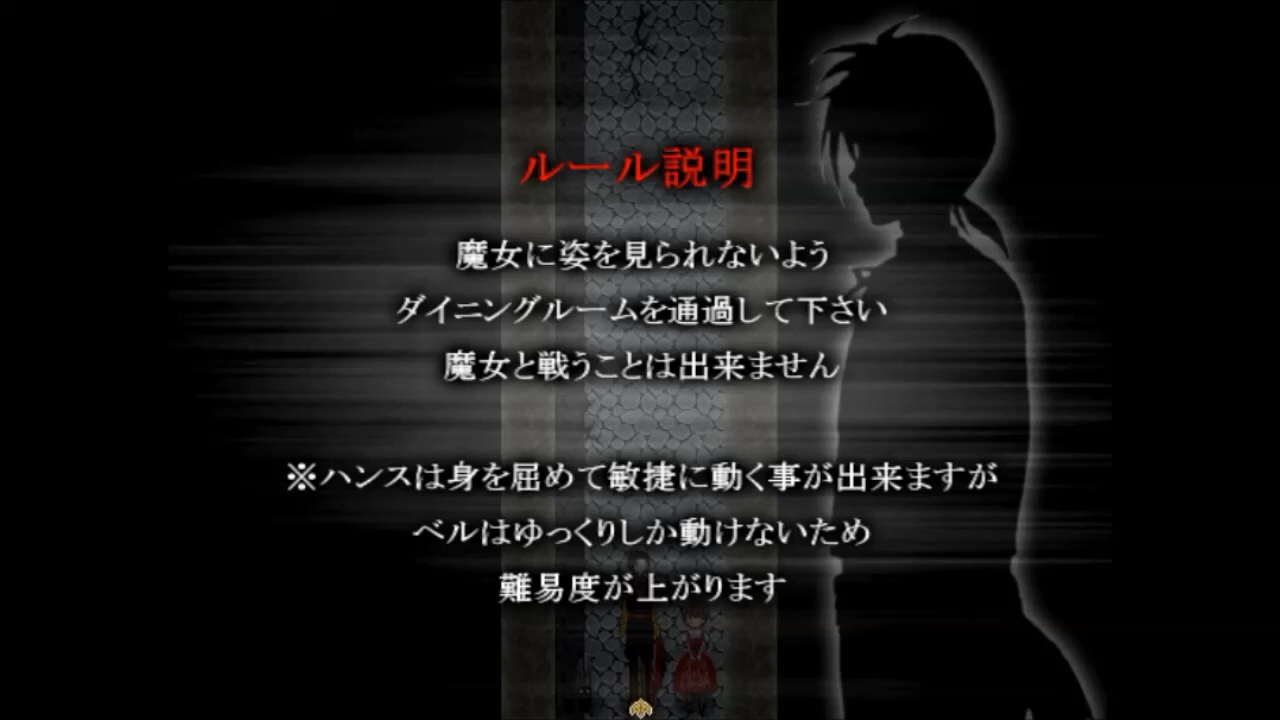 ルール説明
魔女に姿を見られないよう
ダイニングルームを通過して下さい
魔女と戦うことは出来ません
※ハンスは身を屈めて敏捷に動く事が出来ますが
ベルはゆっくりしか動けないため
難易度が上がります